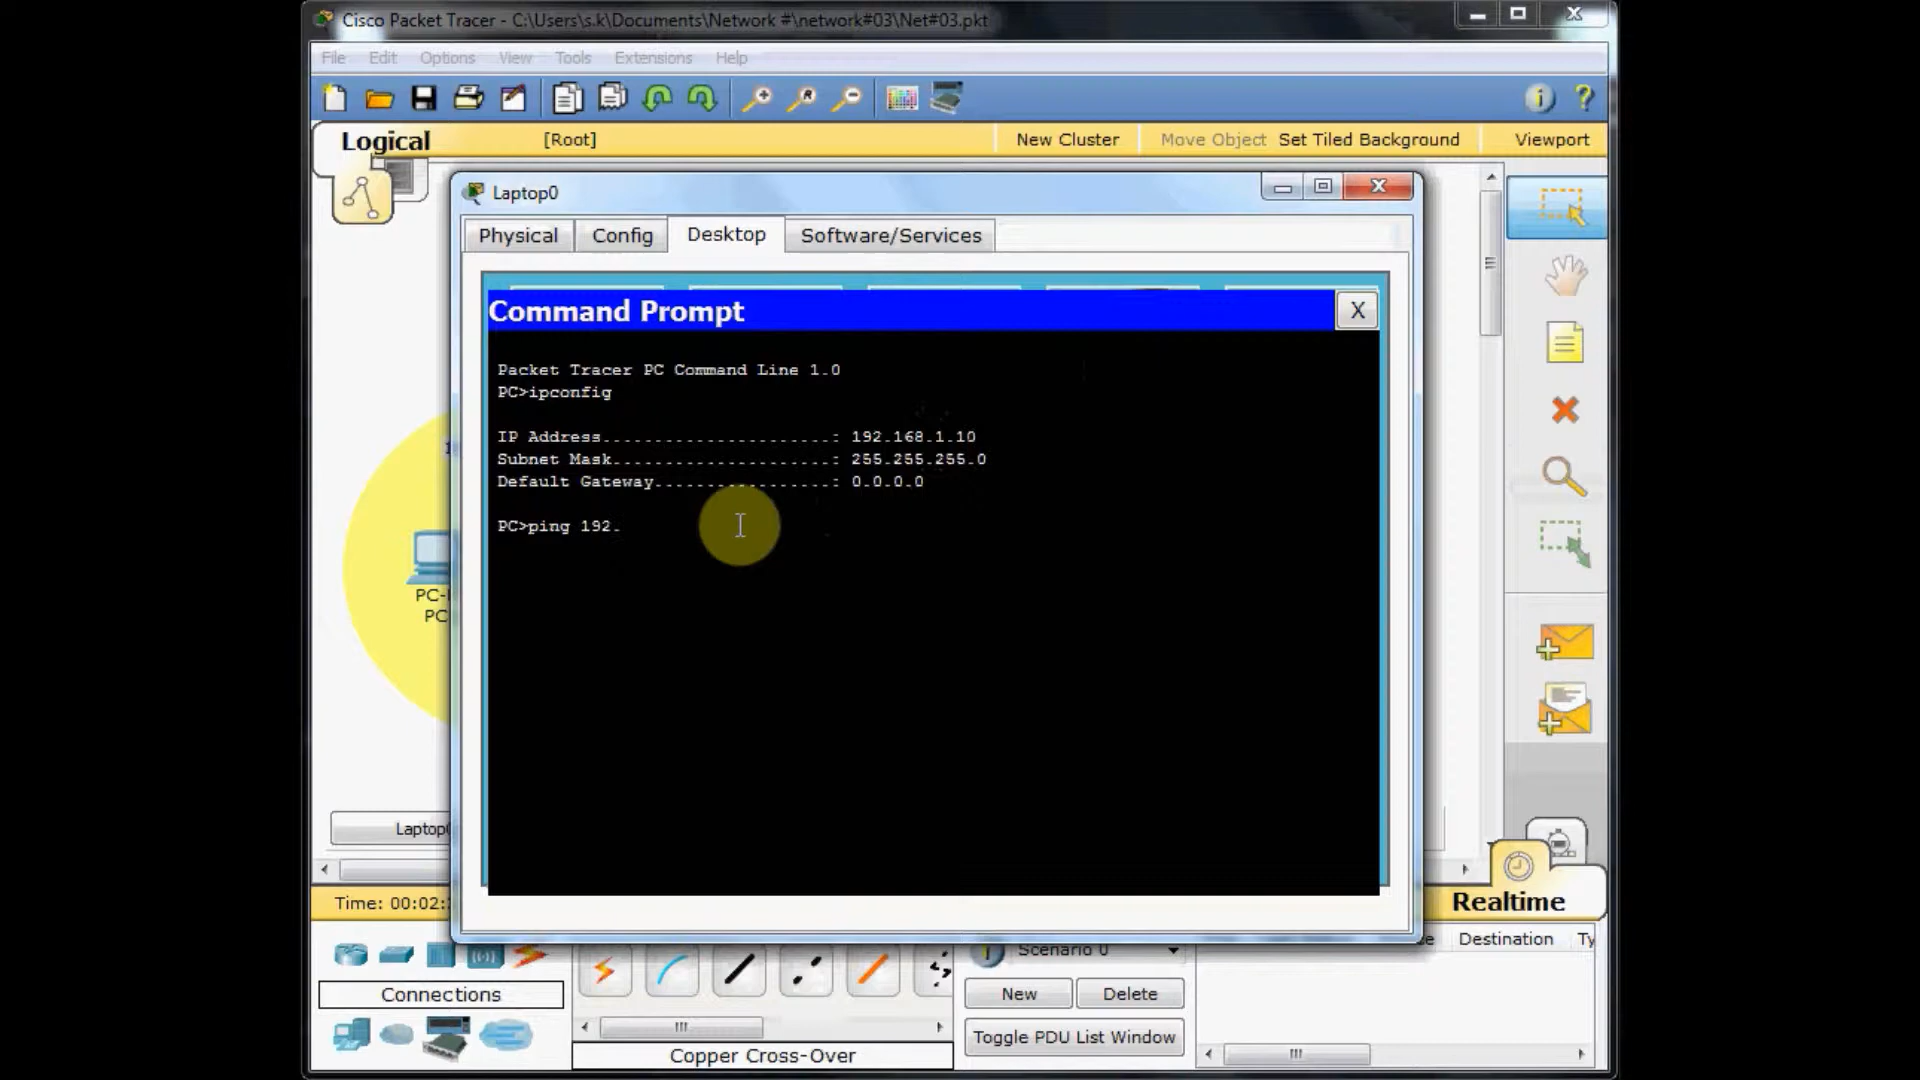 Cisco Packet Tracer - C:\Users\s.k\Documents\Network #\network#03\Net#03.pkt
File Edit Options View Tools Extensions Help
Logical [Root] New Cluster Move Object Set Tiled Background Viewport
Laptop0
Physical Config Desktop Software/Services
Command Prompt X
Packet Tracer PC Command Line 1.0
PC>ipconfig
IP Address......................: 192.168.1.10
Subnet Mask.....................: 255.255.255.0
Default Gateway.................: 0.0.0.0
PC>ping 192.
PC-
PC
Laptop0
Time: 00:02: Realtime
Destination Ty
Scenario 0
Connections New Delete
Toggle PDU List Window
Copper Cross-Over